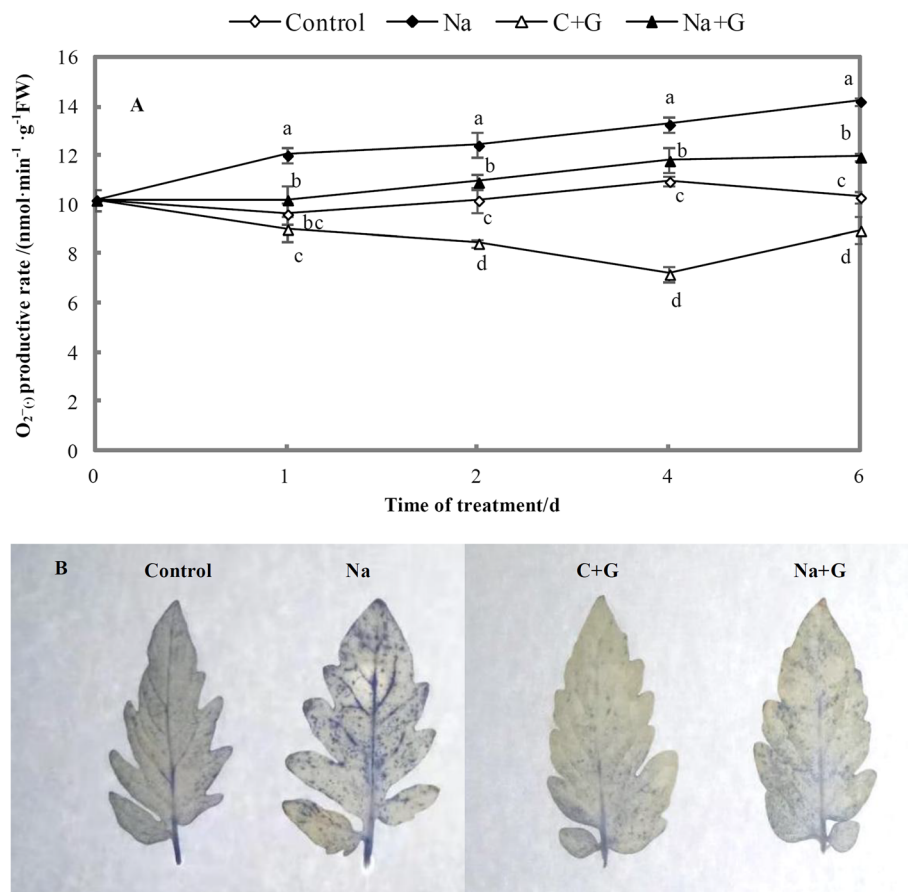 Control Na C+G Na+G
A
O₂⁻(·) productive rate /(nmol·min⁻¹ ·g⁻¹FW)
16
14
12
10
8
6
4
2
0
a
a
a
a
b
b
b
b
bc
c
c
c
c
d
d
d
0 1 2 4 6
Time of treatment/d
B
Control Na C+G Na+G